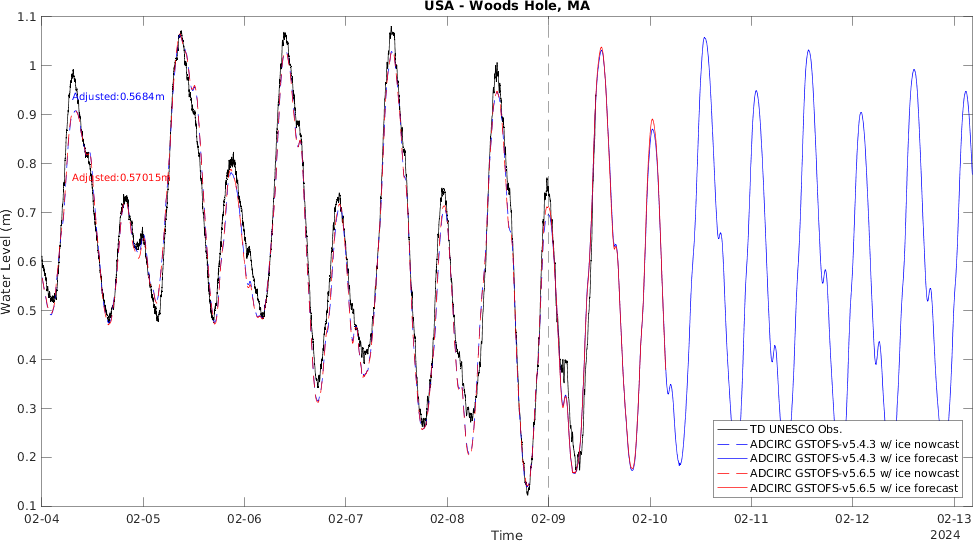 USA - Woods Hole, MA
1.1
1
0.9
0.8
0.7
0.6
0.5
0.4
0.3
0.2
0.1
Water Level (m)
Adjusted:0.5684m
Adjusted:0.57015m
TD UNESCO Obs.
ADCIRC GSTOFS-v5.4.3 w/ ice nowcast
ADCIRC GSTOFS-v5.4.3 w/ ice forecast
ADCIRC GSTOFS-v5.6.5 w/ ice nowcast
ADCIRC GSTOFS-v5.6.5 w/ ice forecast
02-04 02-05 02-06 02-07 02-08 02-09 02-10 02-11 02-12 02-13
Time
2024